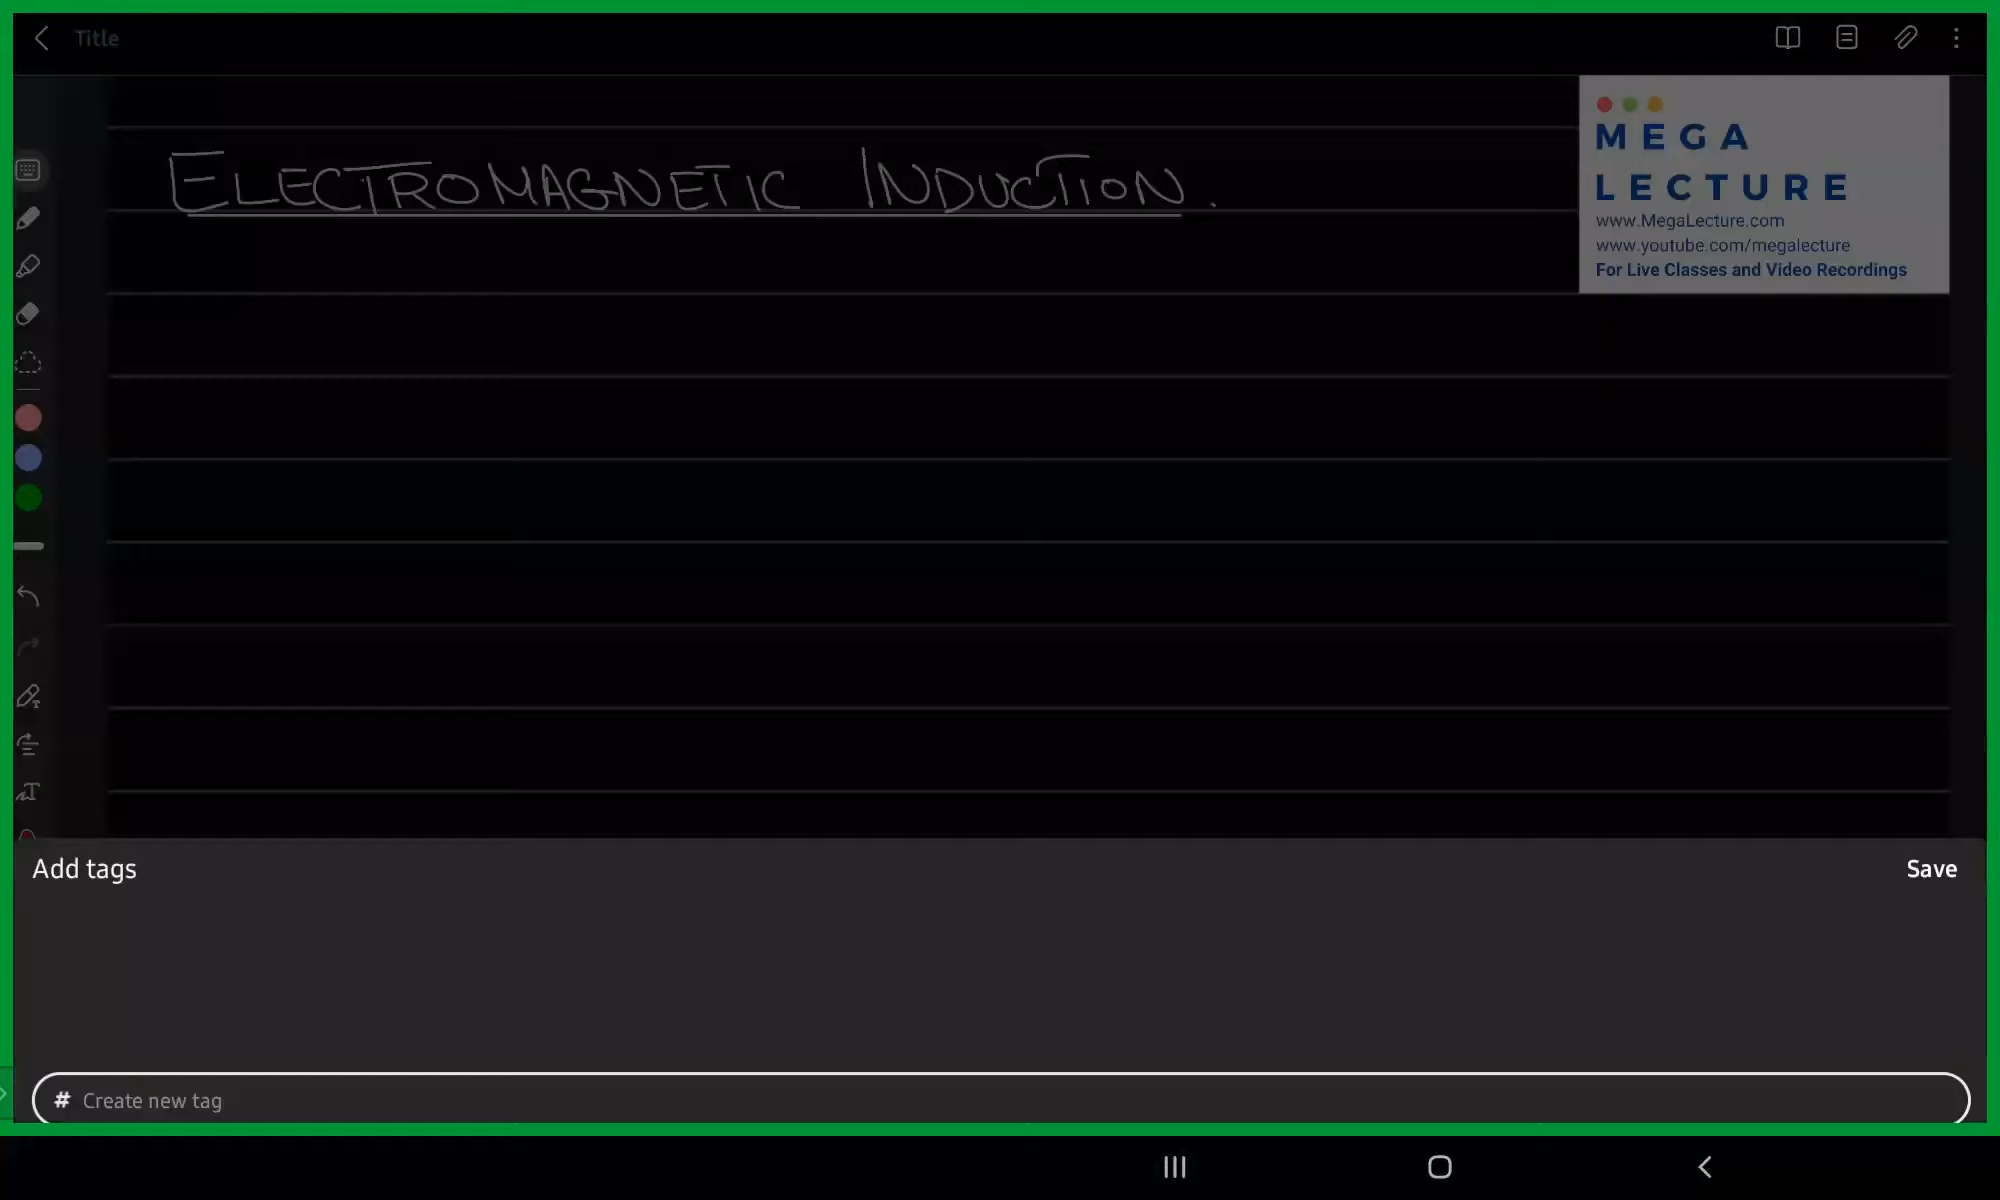 Title
ELECTROMAGNETIC INDUCTION.
MEGA
LECTURE
www.MegaLecture.com
www.youtube.com/megalecture
For Live Classes and Video Recordings
Add tags
Save
# Create new tag